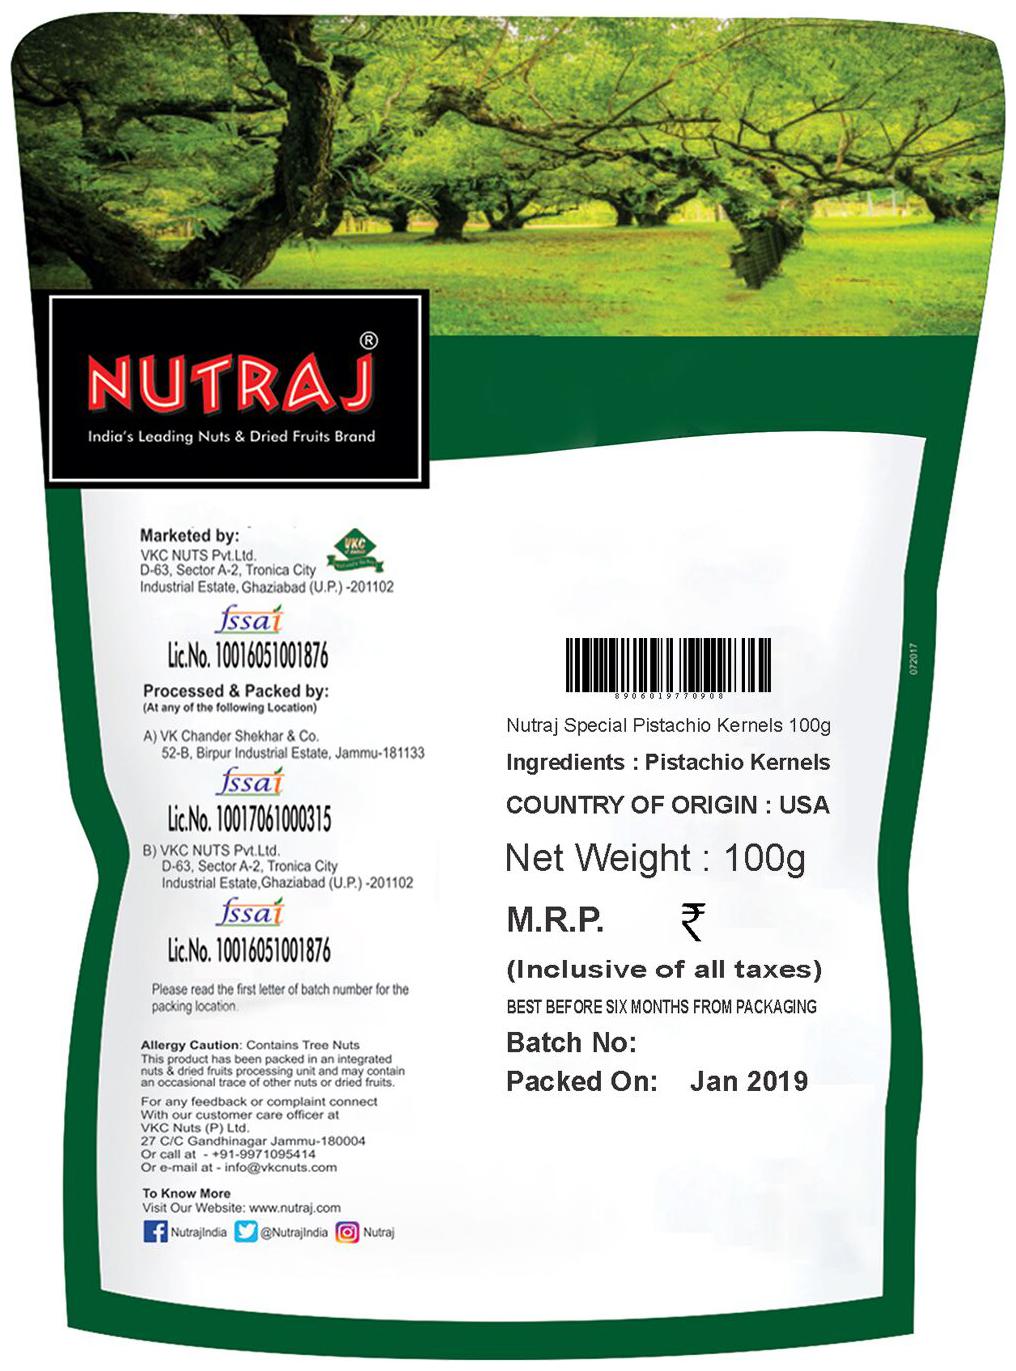 NUTRAJ®
India's Leading Nuts & Dried Fruits Brand
Marketed by:
VKC NUTS Pvt.Ltd.
D-63, Sector A-2, Tronica City
Industrial Estate, Ghaziabad (U.P.) -201102
VKC
fssai
Lic.No. 10016051001876
Processed & Packed by:
(At any of the following Location)
A) VK Chander Shekhar & Co.
52-B, Birpur Industrial Estate, Jammu-181133
fssai
Lic.No. 10017061000315
B) VKC NUTS Pvt.Ltd.
D-63, Sector A-2, Tronica City
Industrial Estate,Ghaziabad (U.P.) -201102
fssai
Lic.No. 10016051001876
Please read the first letter of batch number for the
packing location.
Allergy Caution: Contains Tree Nuts
This product has been packed in an integrated
nuts & dried fruits processing unit and may contain
an occasional trace of other nuts or dried fruits.
For any feedback or complaint connect
With our customer care officer at
VKC Nuts (P) Ltd.
27 C/C Gandhinagar Jammu-180004
Or call at - +91-9971095414
Or e-mail at - info@vkcnuts.com
To Know More
Visit Our Website: www.nutraj.com
NutrajIndia @NutrajIndia Nutraj
8906019770908
Nutraj Special Pistachio Kernels 100g
Ingredients : Pistachio Kernels
COUNTRY OF ORIGIN : USA
Net Weight : 100g
M.R.P. ₹
(Inclusive of all taxes)
BEST BEFORE SIX MONTHS FROM PACKAGING
Batch No:
Packed On: Jan 2019
072017